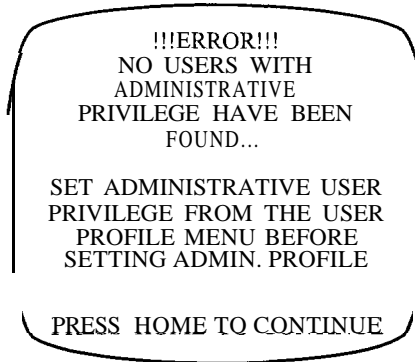 !!!ERROR!!!
NO USERS WITH
ADMINISTRATIVE
PRIVILEGE HAVE BEEN
FOUND...
SET ADMINISTRATIVE USER
PRIVILEGE FROM THE USER
PROFILE MENU BEFORE
SETTING ADMIN. PROFILE
PRESS HOME TO CONTINUE